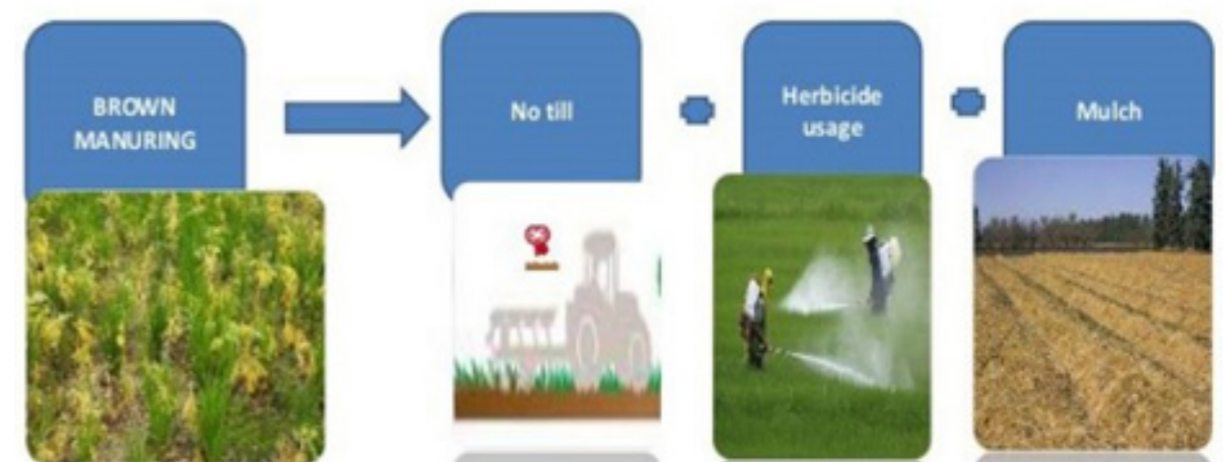 BROWN
MANURING
No till
Herbicide
usage
Mulch